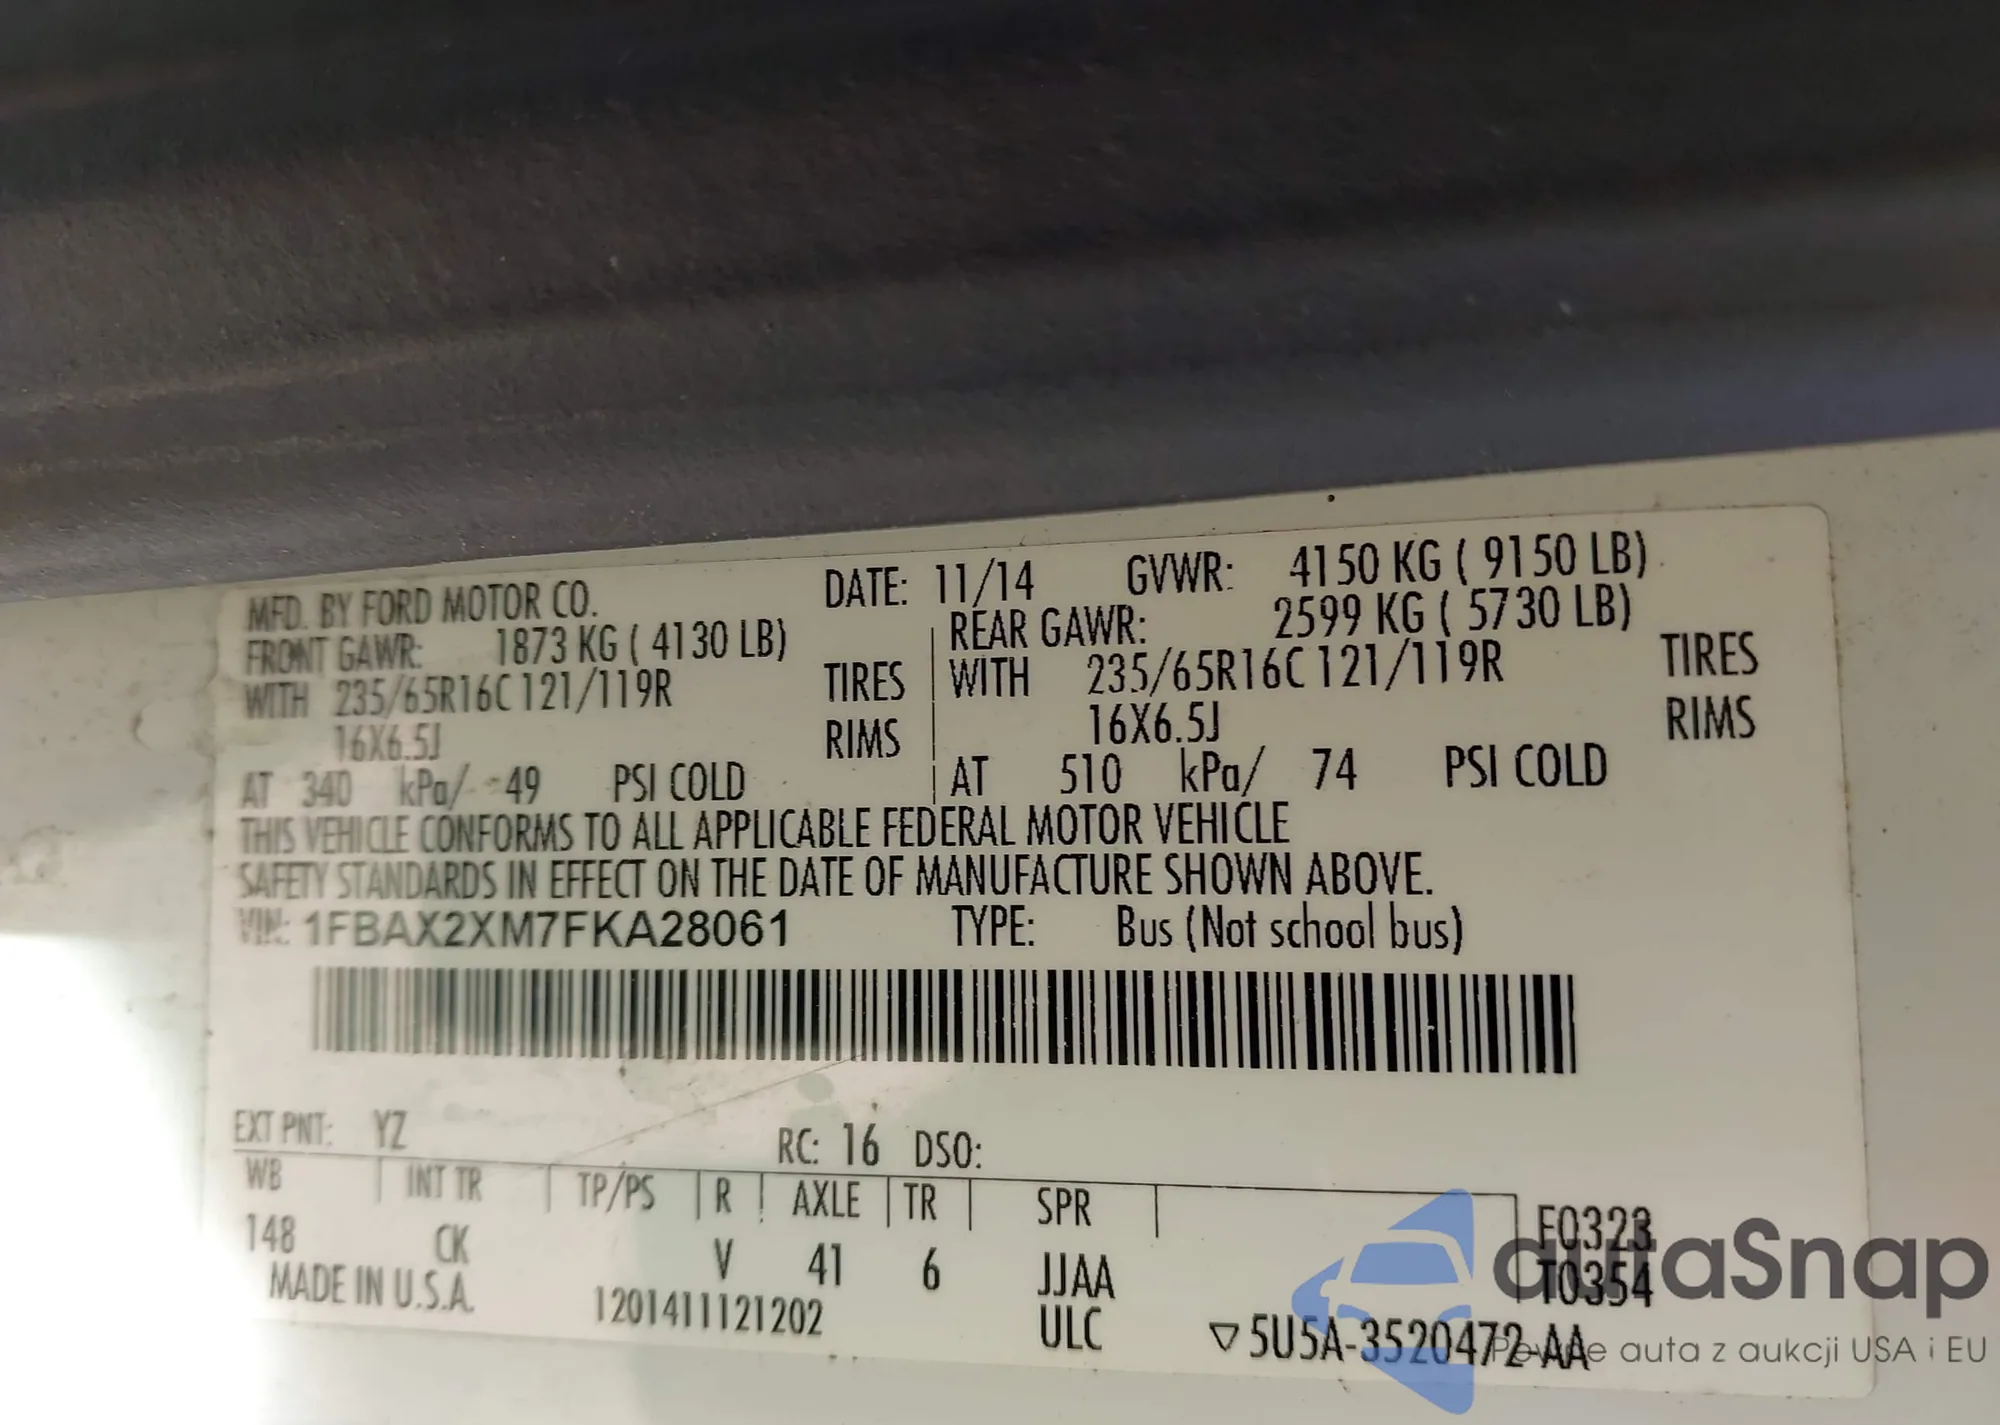 MFD. BY FORD MOTOR CO. DATE: 11/14 GVWR: 4150 KG ( 9150 LB)
FRONT GAWR: 1873 KG ( 4130 LB) REAR GAWR: 2599 KG ( 5730 LB)
WITH 235/65R16C 121/119R TIRES WITH 235/65R16C 121/119R TIRES
16X6.5J RIMS 16X6.5J RIMS
AT 340 kPa/ 49 PSI COLD AT 510 kPa/ 74 PSI COLD
THIS VEHICLE CONFORMS TO ALL APPLICABLE FEDERAL MOTOR VEHICLE
SAFETY STANDARDS IN EFFECT ON THE DATE OF MANUFACTURE SHOWN ABOVE.
VIN: 1FBAX2XM7FKA28061 TYPE: Bus (Not school bus)
EXT PNT: YZ RC: 16 DSO:
WB INT TR TP/PS R AXLE TR SPR F0323
148 CK V 41 6 JJAA T0354
MADE IN U.S.A. 1201411121202 ULC ▽5U5A-3520472-AA
autaSnap
Pewne auta z aukcji USA i EU